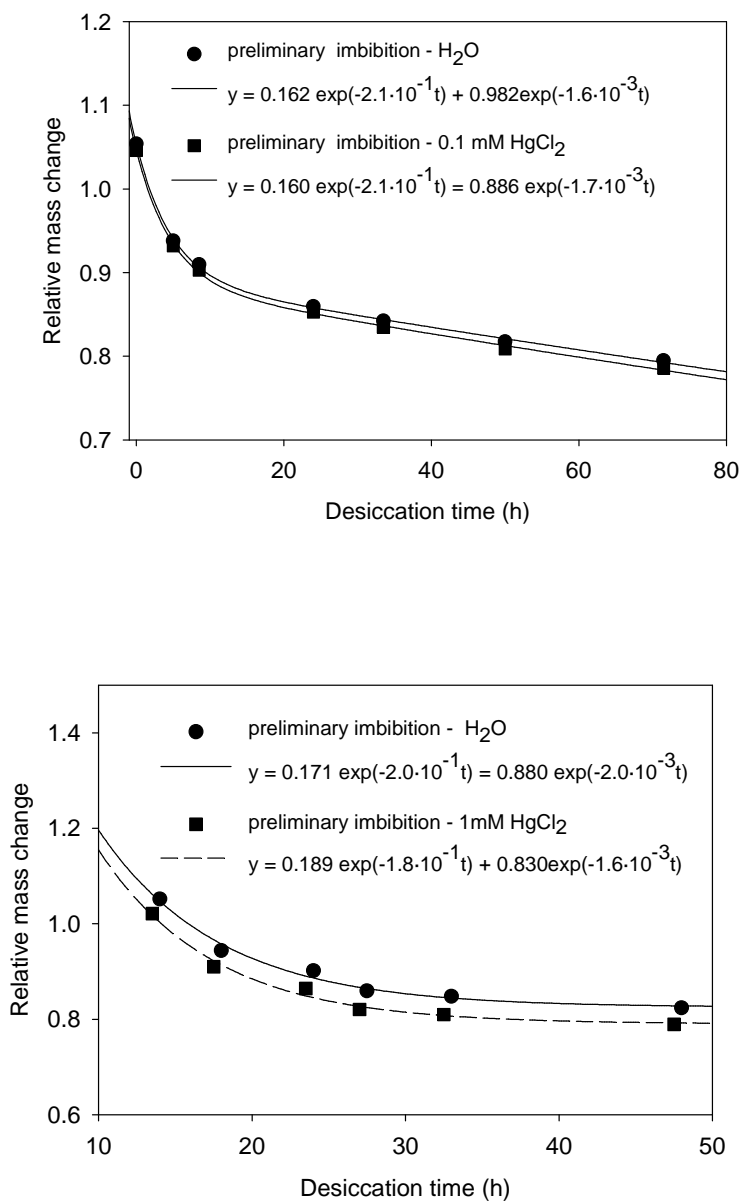 1.2
1.1
1.0
0.9
0.8
0.7
Relative mass change
preliminary imbibition - H₂O
y = 0.162 exp(-2.1·10⁻¹t) + 0.982exp(-1.6·10⁻³t)
preliminary imbibition - 0.1 mM HgCl₂
y = 0.160 exp(-2.1·10⁻¹t) = 0.886 exp(-1.7·10⁻³t)
0 20 40 60 80
Desiccation time (h)
1.4
1.2
1.0
0.8
0.6
Relative mass change
preliminary imbibition - H₂O
y = 0.171 exp(-2.0·10⁻¹t) = 0.880 exp(-2.0·10⁻³t)
preliminary imbibition - 1mM HgCl₂
y = 0.189 exp(-1.8·10⁻¹t) + 0.830exp(-1.6·10⁻³t)
10 20 30 40 50
Desiccation time (h)